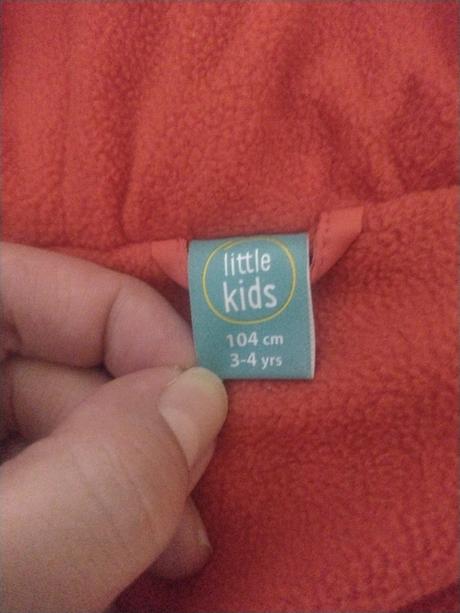 little
kids
104 cm
3-4 yrs